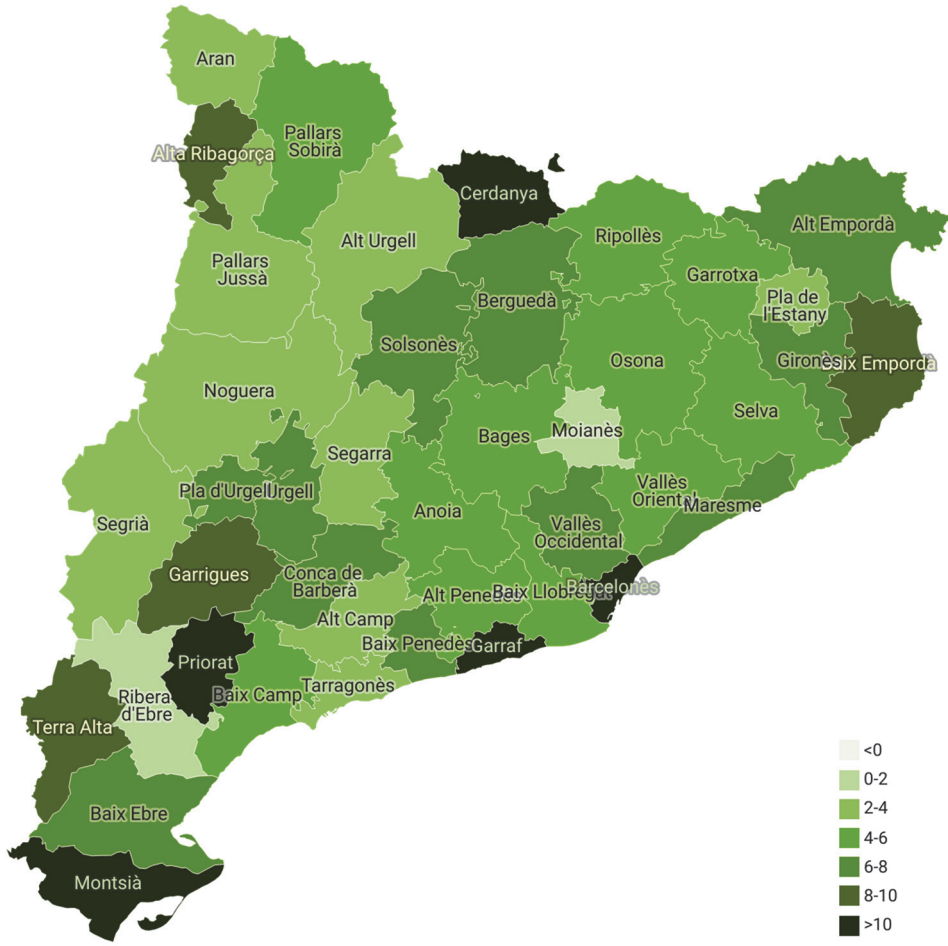 Aran
Pallars
Sobirà
Alta Ribagorça
Cerdanya
Alt Empordà
Ripollès
Alt Urgell
Pallars
Jussà
Garrotxa
Pla de
l'Estany
Berguedà
Solsonès
Osona
Gironès
Baix Empordà
Noguera
Selva
Moianès
Bages
Segarra
Pla d'Urgell
Urgell
Vallès
Oriental
Maresme
Segrià
Anoia
Vallès
Occidental
Garrigues
Conca de
Barberà
Alt Penedès
Baix Llobregat
Barcelonès
Alt Camp
Baix Penedès
Garraf
Priorat
Tarragonès
Baix Camp
Ribera
d'Ebre
Terra Alta
Baix Ebre
Montsià
<0
0-2
2-4
4-6
6-8
8-10
>10